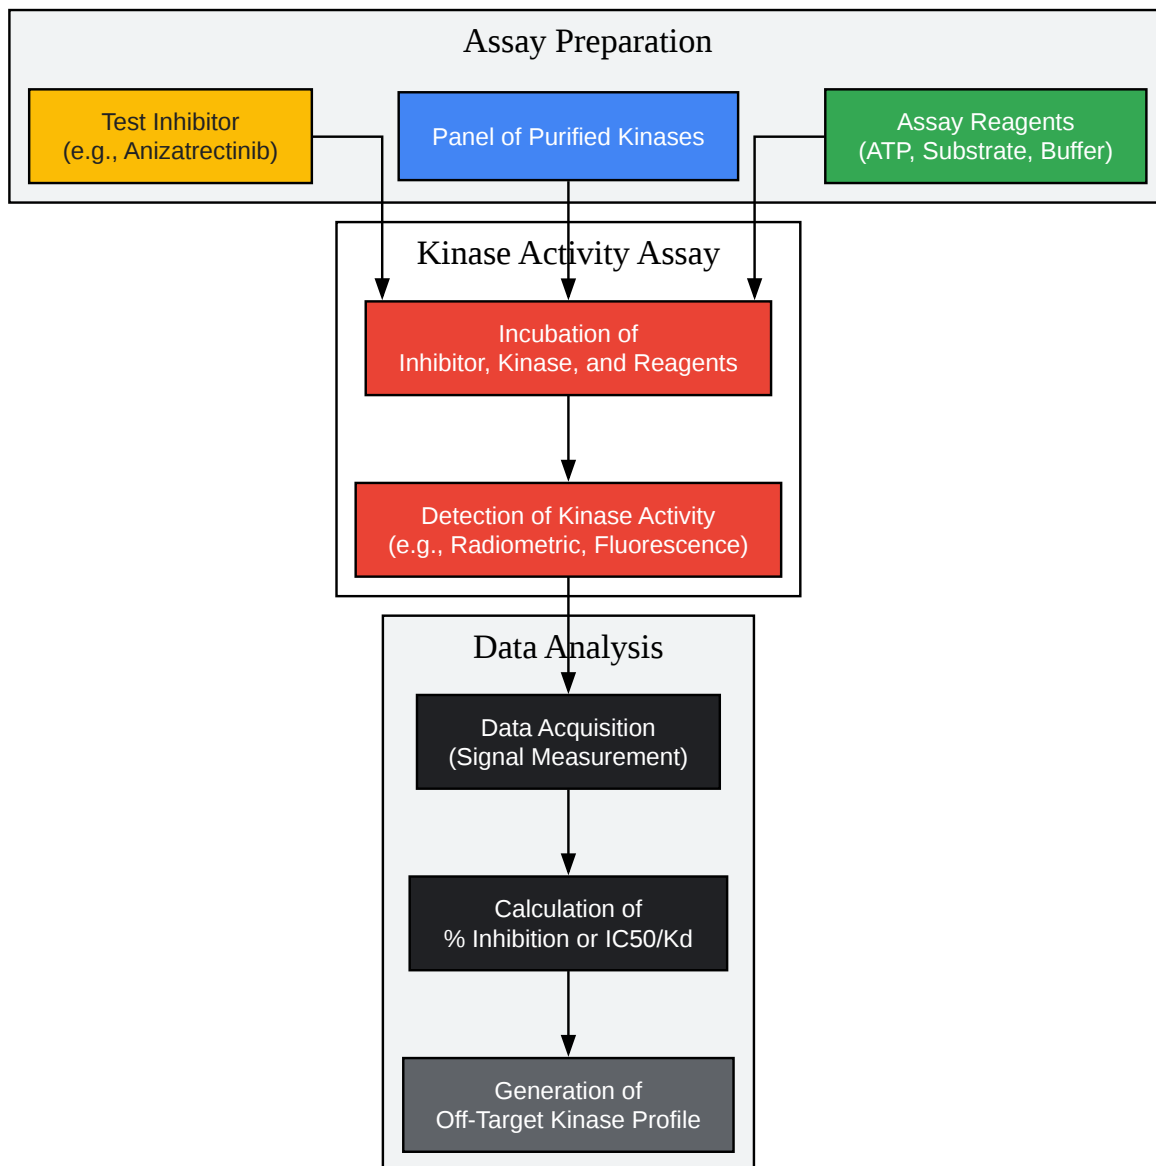 Assay Preparation
Test Inhibitor
(e.g., Anizatrectinib)
Panel of Purified Kinases
Assay Reagents
(ATP, Substrate, Buffer)
Kinase Activity Assay
Incubation of
Inhibitor, Kinase, and Reagents
Detection of Kinase Activity
(e.g., Radiometric, Fluorescence)
Data Analysis
Data Acquisition
(Signal Measurement)
Calculation of
% Inhibition or IC50/Kd
Generation of
Off-Target Kinase Profile